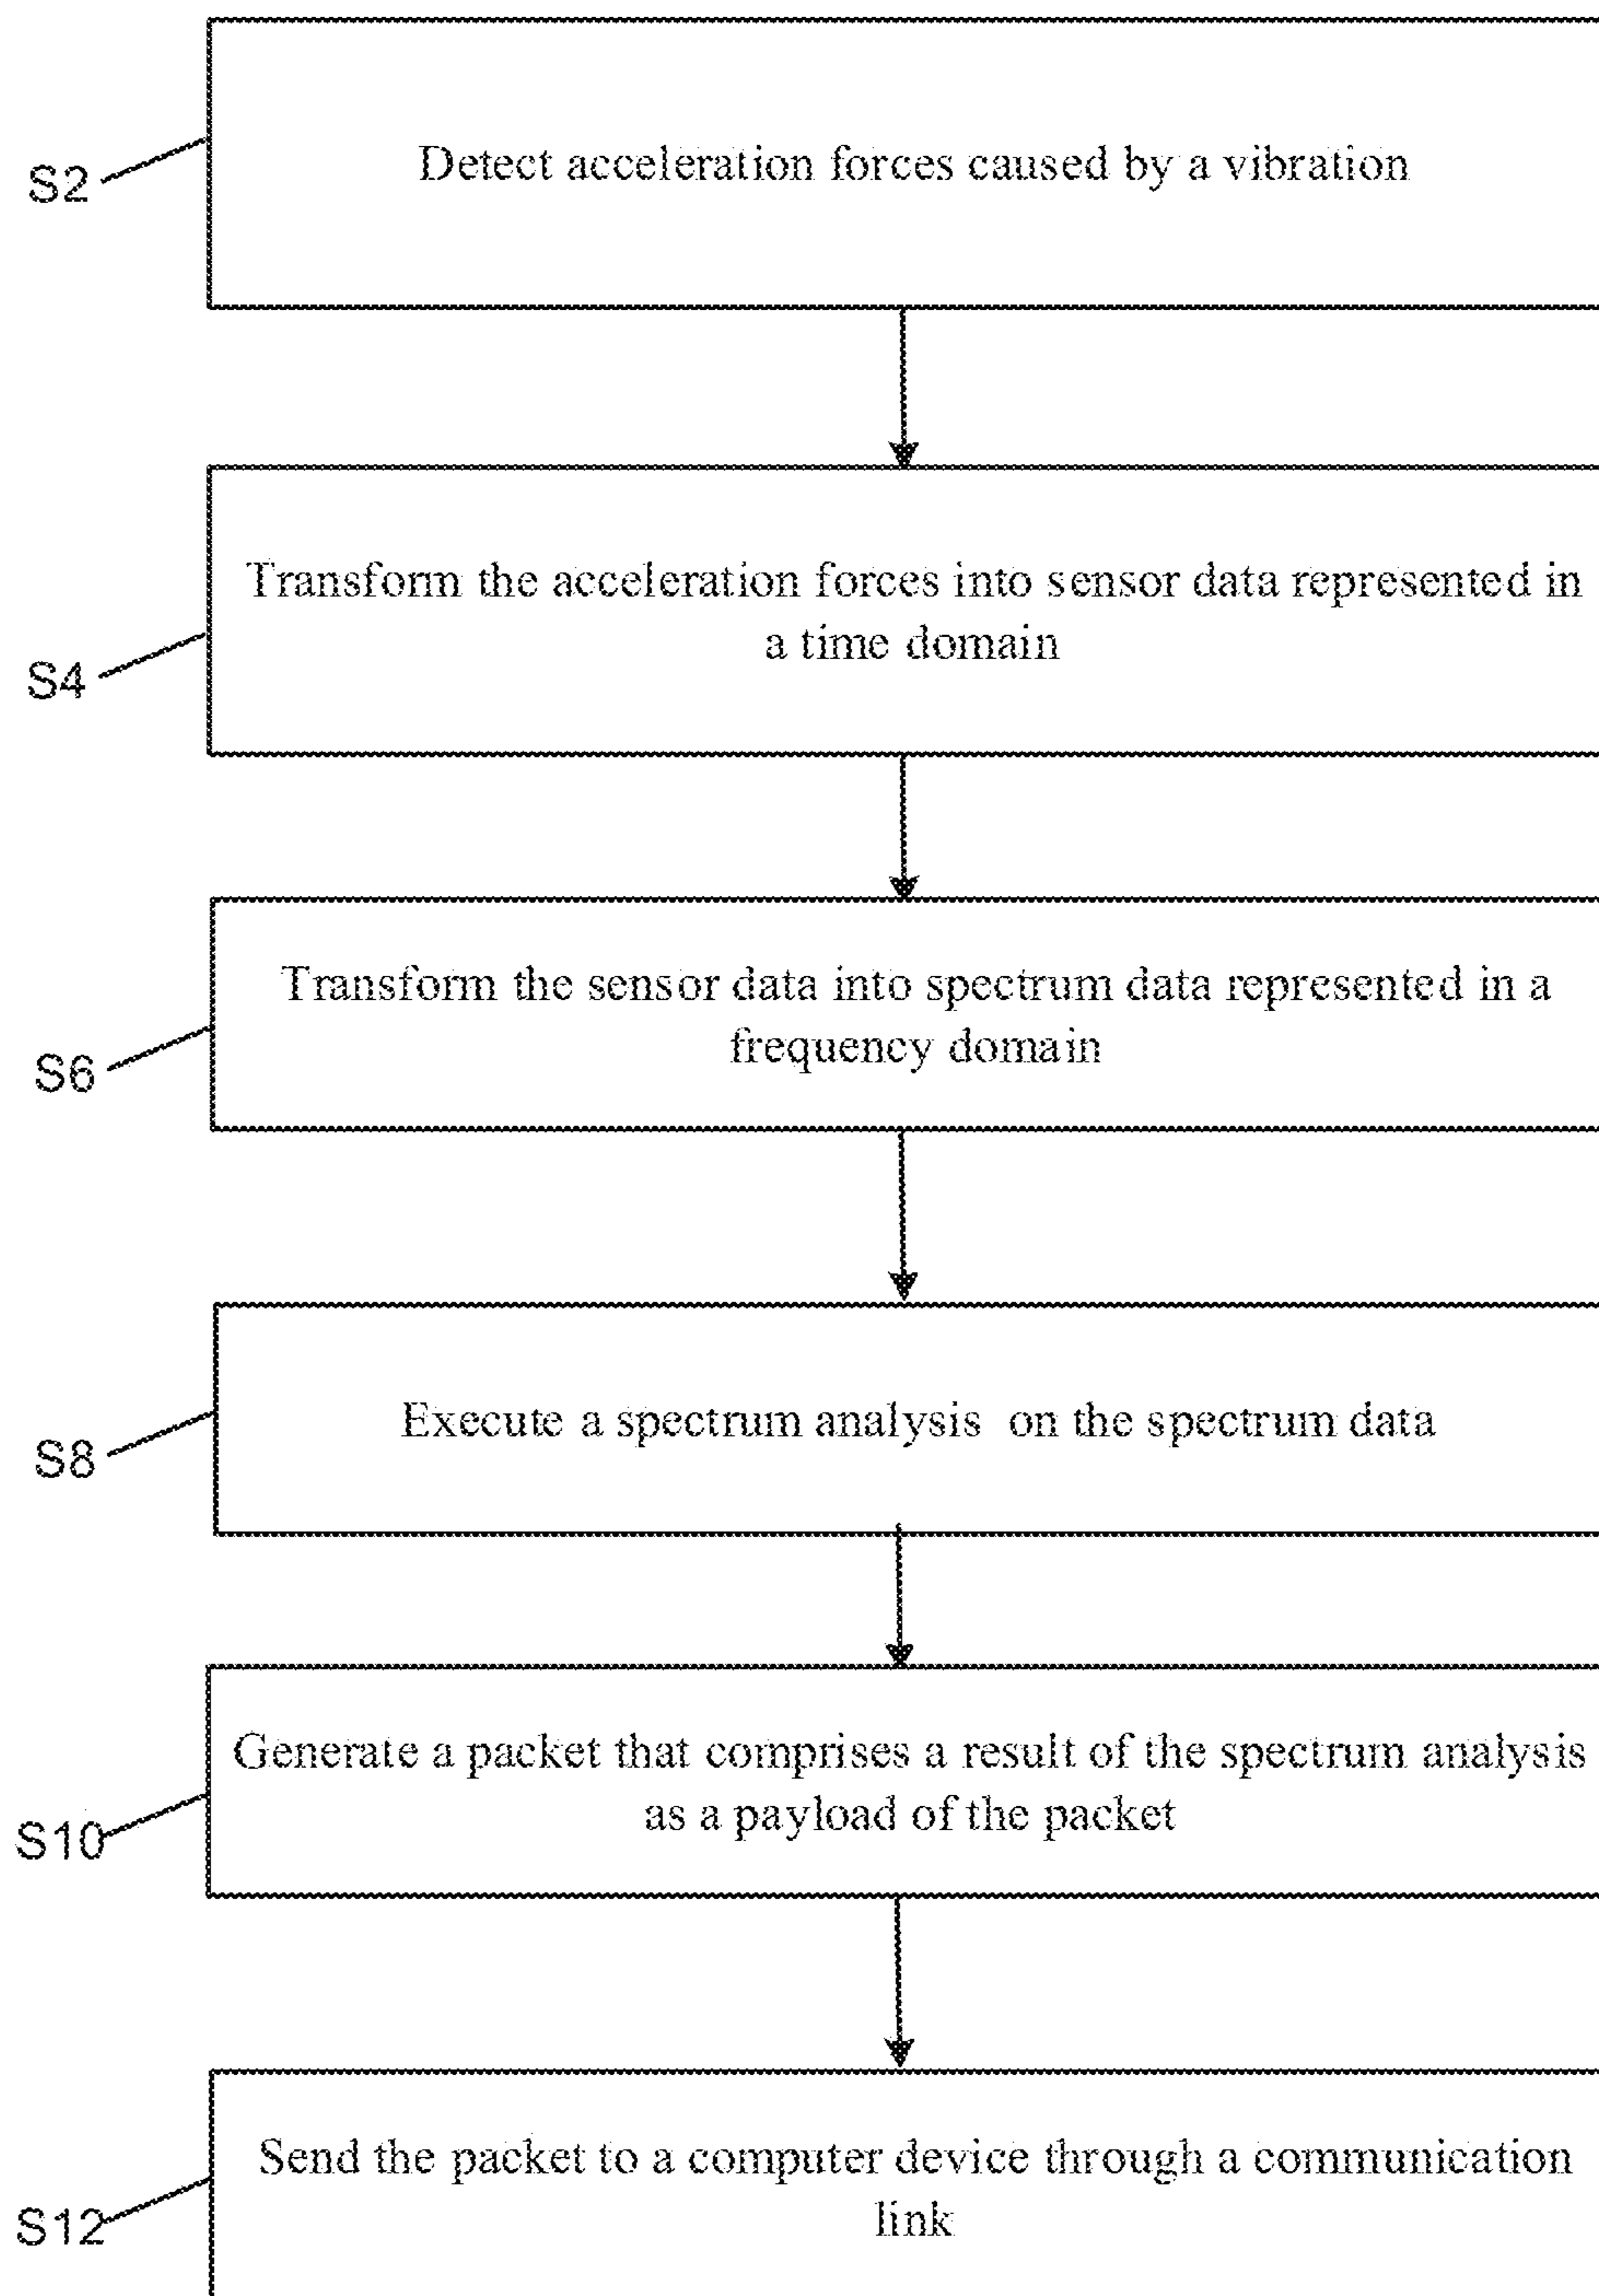 Detect acceleration forces caused by a vibration
S2
Transform the acceleration forces into sensor data represented in
a time domain
S4
Transform the sensor data into spectrum data represented in a
frequency domain
S6
Execute a spectrum analysis on the spectrum data
S8
Generate a packet that comprises a result of the spectrum analysis
as a payload of the packet
S10
Send the packet to a computer device through a communication
link
S12